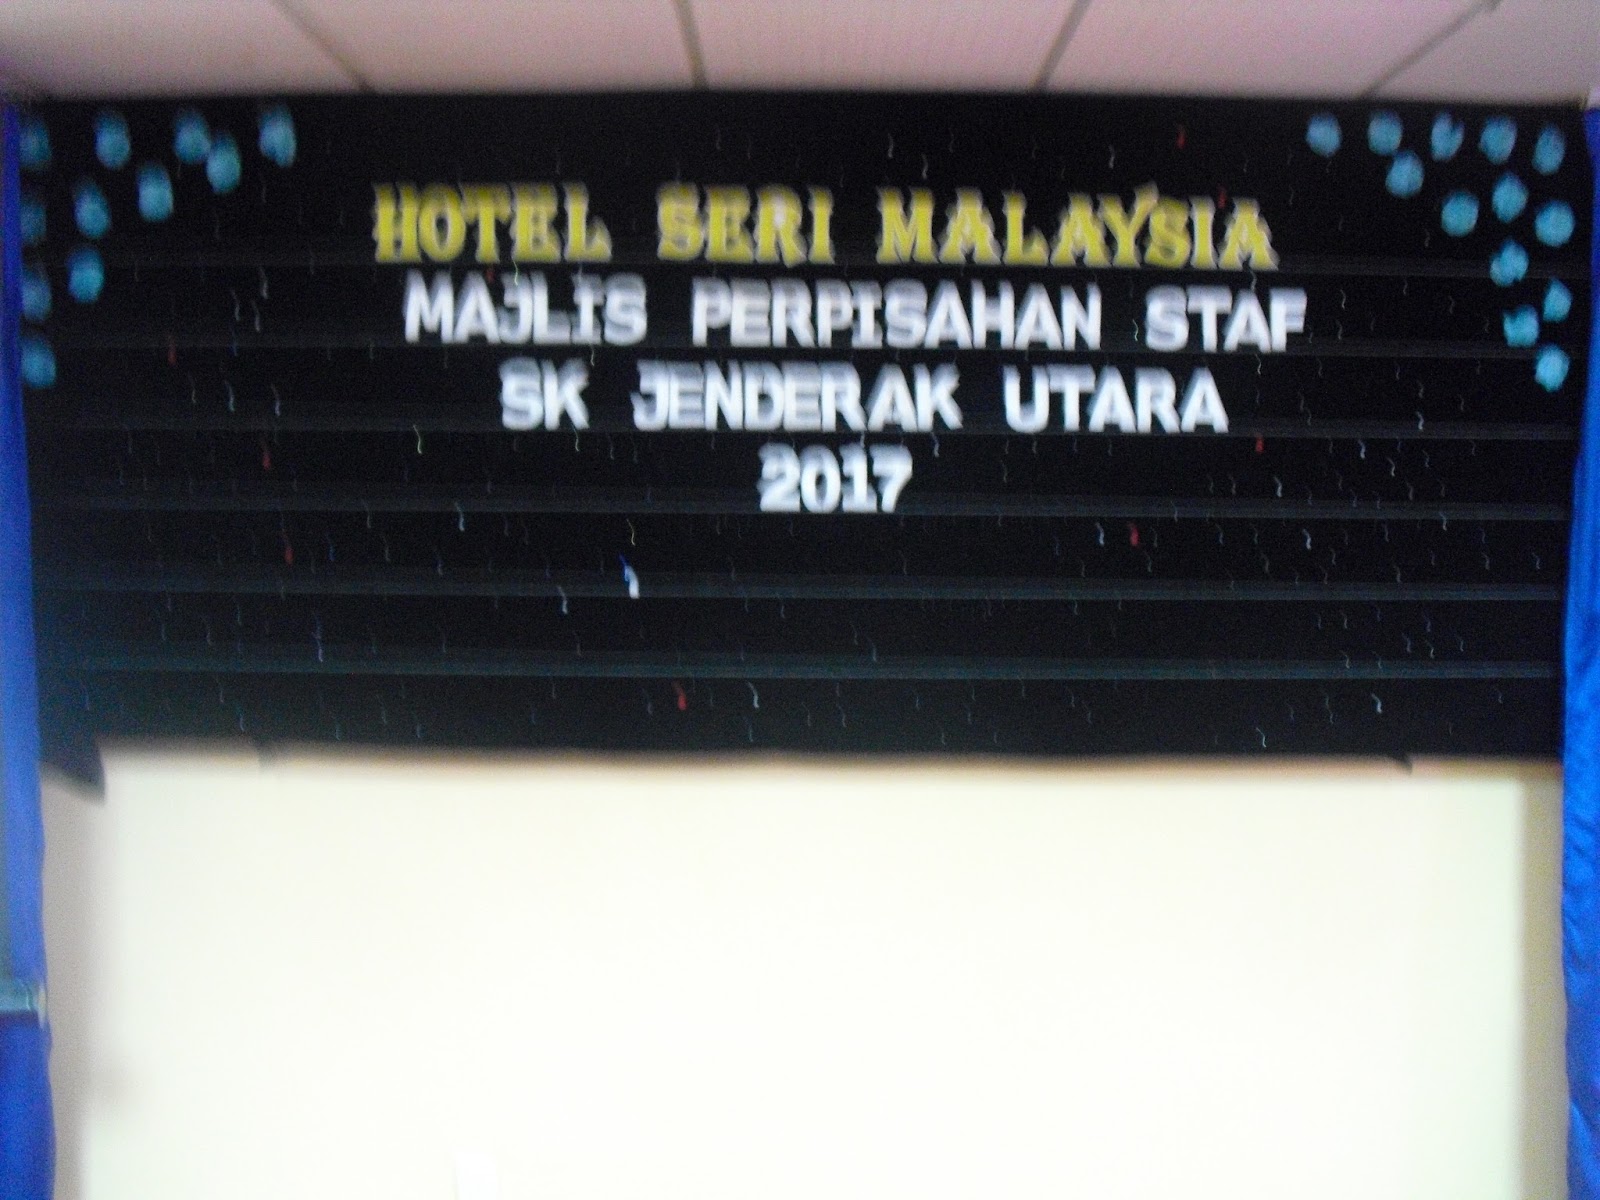 HOTEL SERI MALAYSIA
MAJLIS PERPISAHAN STAF
SK JENDERAK UTARA
2017